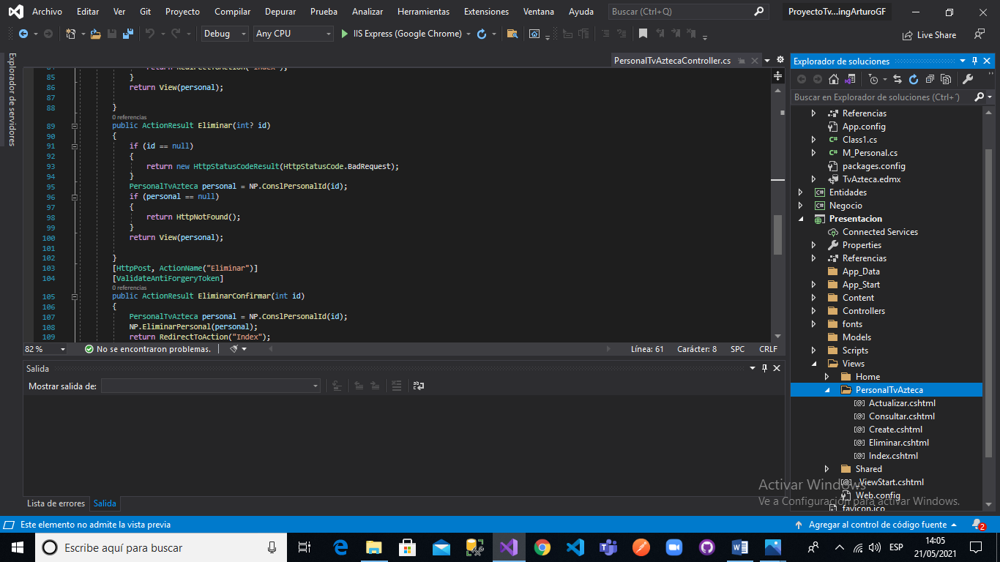 Archivo Editar Ver Git Proyecto Compilar Depurar Prueba Analizar Herramientas Extensiones Ventana Ayuda Buscar (Ctrl+Q) ProyectoTv...ingArturoGF
Debug Any CPU IIS Express (Google Chrome) Live Share
Explorador de servidores
PersonalTvAztecaController.cs
84 return RedirectToAction("Index");
85 }
86 return View(personal);
87
88 }
0 referencias
89 public ActionResult Eliminar(int? id)
90 {
91 if (id == null)
92 {
93 return new HttpStatusCodeResult(HttpStatusCode.BadRequest);
94 }
95 PersonalTvAzteca personal = NP.ConslPersonalId(id);
96 if (personal == null)
97 {
98 return HttpNotFound();
99 }
100 return View(personal);
101
102 }
103 [HttpPost, ActionName("Eliminar")]
104 [ValidateAntiForgeryToken]
0 referencias
105 public ActionResult EliminarConfirmar(int id)
106 {
107 PersonalTvAzteca personal = NP.ConslPersonalId(id);
108 NP.EliminarPersonal(personal);
109 return RedirectToAction("Index");
82 % No se encontraron problemas. Línea: 61 Carácter: 8 SPC CRLF
Salida
Mostrar salida de:
Lista de errores Salida
Explorador de soluciones
Buscar en Explorador de soluciones (Ctrl+´)
Referencias
App.config
C# Class1.cs
C# M_Personal.cs
packages.config
TvAzteca.edmx
C# Entidades
C# Negocio
Presentacion
Connected Services
Properties
Referencias
App_Data
App_Start
Content
Controllers
fonts
Models
Scripts
Views
Home
PersonalTvAzteca
[@] Actualizar.cshtml
[@] Consultar.cshtml
[@] Create.cshtml
[@] Eliminar.cshtml
[@] Index.cshtml
Shared
[@] _ViewStart.cshtml
Web.config
favicon.ico
Activar Windows
Ve a Configuración para activar Windows.
Este elemento no admite la vista previa Agregar al control de código fuente 2
Escribe aquí para buscar ESP 14:05
21/05/2021